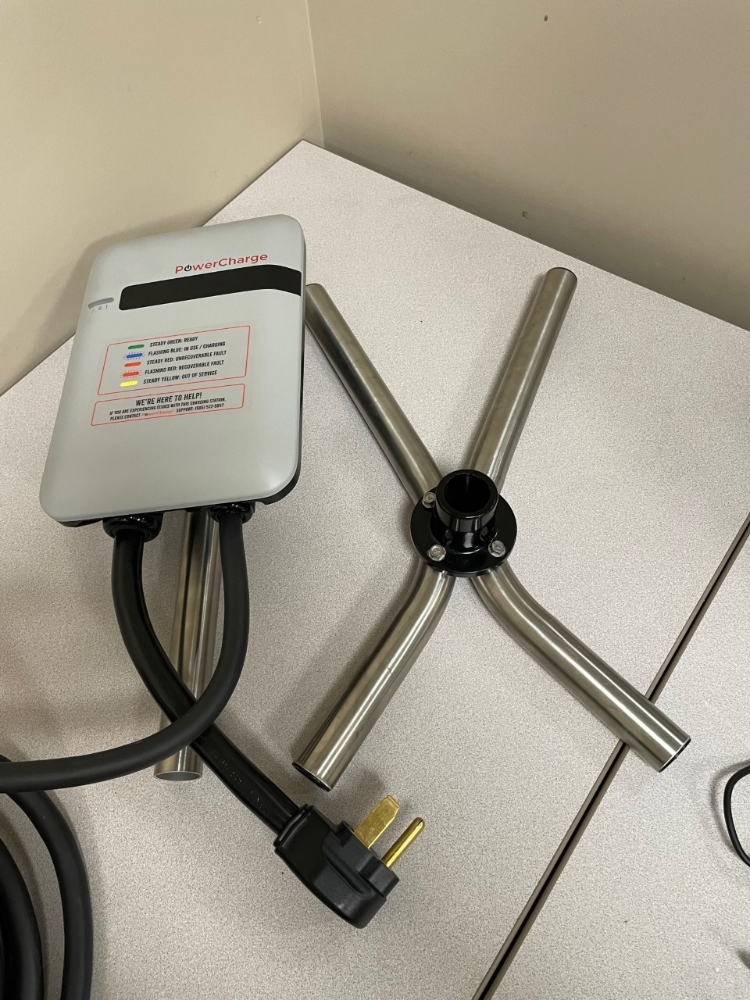 PowerCharge
STEADY GREEN: READY
FLASHING BLUE: IN USE / CHARGING
STEADY RED: UNRECOVERABLE FAULT
FLASHING RED: RECOVERABLE FAULT
STEADY YELLOW: OUT OF SERVICE
WE'RE HERE TO HELP!
IF YOU ARE EXPERIENCING ISSUES WITH THIS CHARGING STATION,
PLEASE CONTACT PowerCharge SUPPORT: (585) 572-5857